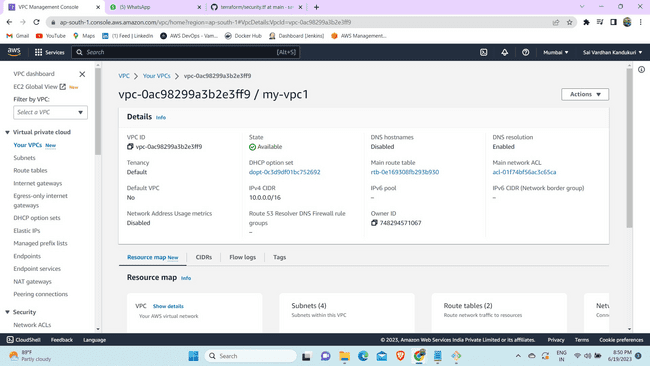 VPC Management Console
(5) WhatsApp
terraform/security.tf at main · sai
ap-south-1.console.aws.amazon.com/vpc/home?region=ap-south-1#VpcDetails:VpcId=vpc-0ac98299a3b2e3ff9
Gmail
YouTube
Maps
(1) Feed | LinkedIn
AWS DevOps - Vam...
Docker Hub
Dashboard [Jenkins]
AWS Management...
aws
Services
Search
[Alt+S]
Mumbai
Sai Vardhan Kandukuri
VPC dashboard
EC2 Global View New
Filter by VPC:
Select a VPC
Virtual private cloud
Your VPCs New
Subnets
Route tables
Internet gateways
Egress-only internet
gateways
DHCP option sets
Elastic IPs
Managed prefix lists
Endpoints
Endpoint services
NAT gateways
Peering connections
Security
Network ACLs
VPC
Your VPCs
vpc-0ac98299a3b2e3ff9
vpc-0ac98299a3b2e3ff9 / my-vpc1
Actions
Details Info
VPC ID
vpc-0ac98299a3b2e3ff9
State
Available
DNS hostnames
Disabled
DNS resolution
Enabled
Tenancy
Default
DHCP option set
dopt-0c3d9df01bc752692
Main route table
rtb-0e169308fb293b930
Main network ACL
acl-01f74bf56ac3c65ca
Default VPC
No
IPv4 CIDR
10.0.0.0/16
IPv6 pool
–
IPv6 CIDR (Network border group)
–
Network Address Usage metrics
Disabled
Route 53 Resolver DNS Firewall rule
groups
–
Owner ID
748294571067
Resource map New
CIDRs
Flow logs
Tags
Resource map Info
VPC Show details
Your AWS virtual network
Subnets (4)
Subnets within this VPC
Route tables (2)
Route network traffic to resources
CloudShell
Feedback
Language
© 2023, Amazon Web Services India Private Limited or its affiliates.
Privacy
Terms
Cookie preferences
89°F
Partly cloudy
Search
ENG
IN
8:50 PM
6/19/2023